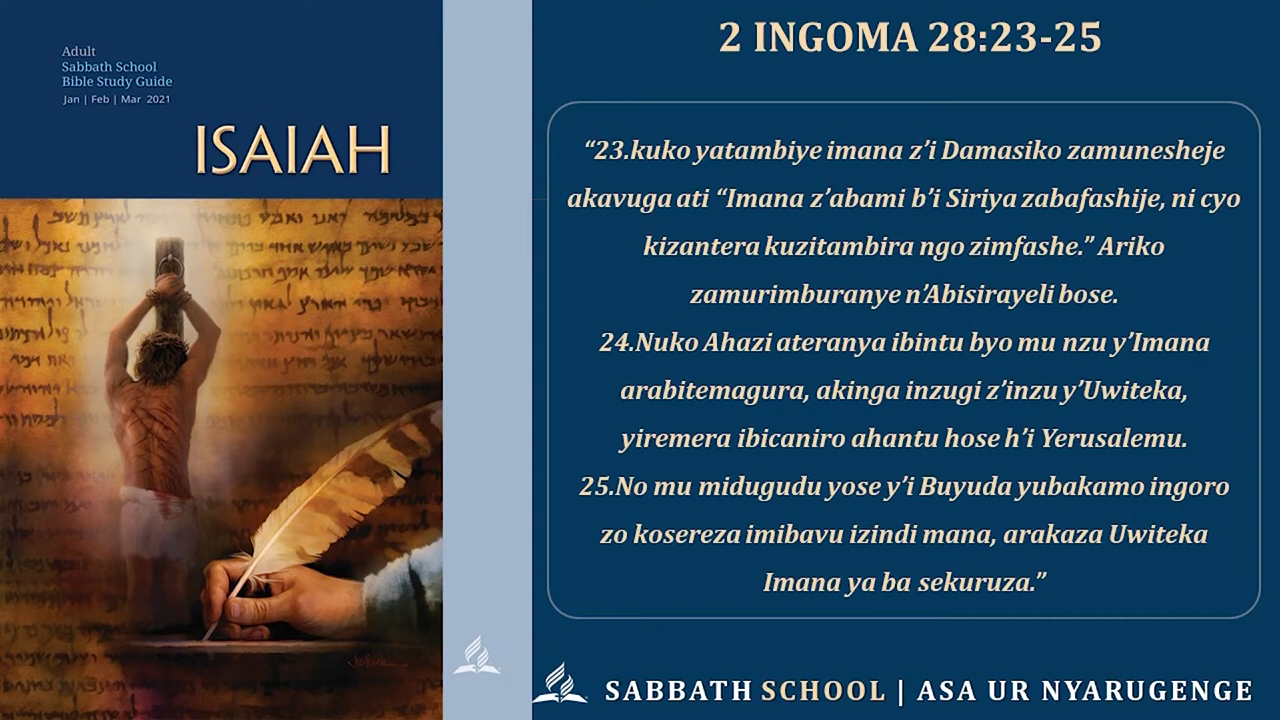 Adult
Sabbath School
Bible Study Guide
Jan | Feb | Mar 2021
ISAIAH
2 INGOMA 28:23-25
“23.kuko yatambiye imana z’i Damasiko zamunesheje
akavuga ati “Imana z’abami b’i Siriya zabafashije, ni cyo
kizantera kuzitambira ngo zimfashe.” Ariko
zamurimburanye n’Abisirayeli bose.
24.Nuko Ahazi ateranya ibintu byo mu nzu y’Imana
arabitemagura, akinga inzugi z’inzu y’Uwiteka,
yiremera ibicaniro ahantu hose h’i Yerusalemu.
25.No mu midugudu yose y’i Buyuda yubakamo ingoro
zo kosereza imibavu izindi mana, arakaza Uwiteka
Imana ya ba sekuruza.”
SABBATH SCHOOL | ASA UR NYARUGENGE